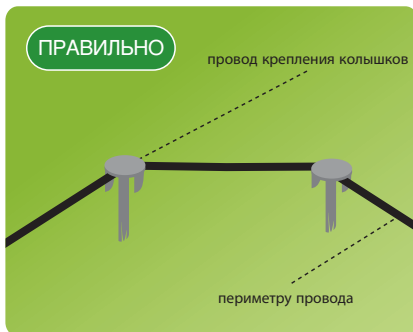 ПРАВИЛЬНО
провод крепления колышков
периметру провода